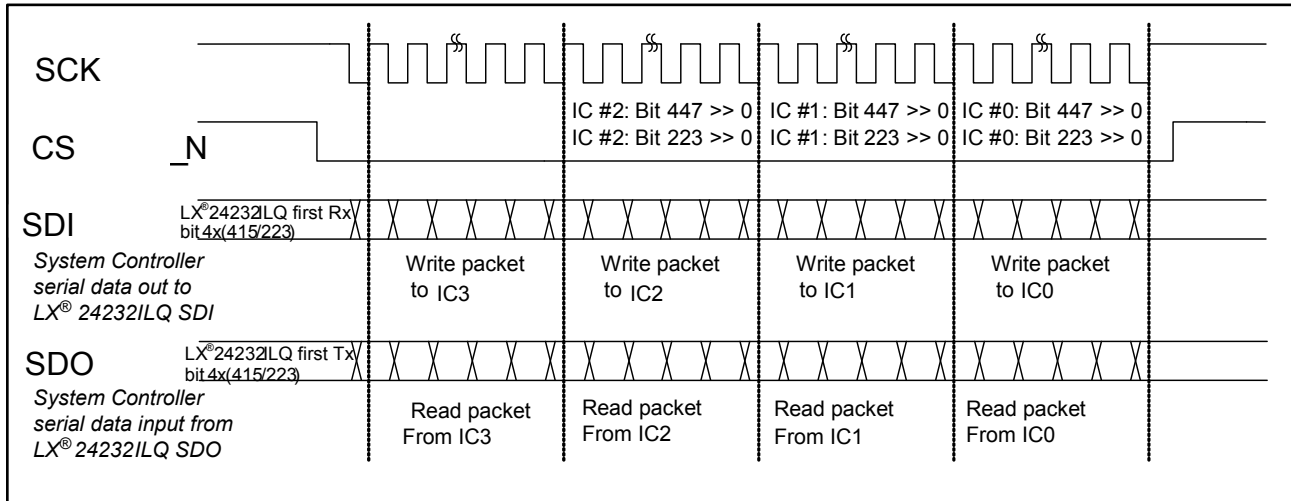 SCK
IC #2: Bit 447 >> 0 IC #1: Bit 447 >> 0 IC #0: Bit 447 >> 0
IC #2: Bit 223 >> 0 IC #1: Bit 223 >> 0 IC #0: Bit 223 >> 0
CS _N
LX®24232ILQ first Rx
bit 4x(415/223)
SDI
System Controller
serial data out to
LX® 24232ILQ SDI
Write packet
to IC3
Write packet
to IC2
Write packet
to IC1
Write packet
to IC0
LX®24232ILQ first Tx
bit 4x(415/223)
SDO
System Controller
serial data input from
LX® 24232ILQ SDO
Read packet
From IC3
Read packet
From IC2
Read packet
From IC1
Read packet
From IC0